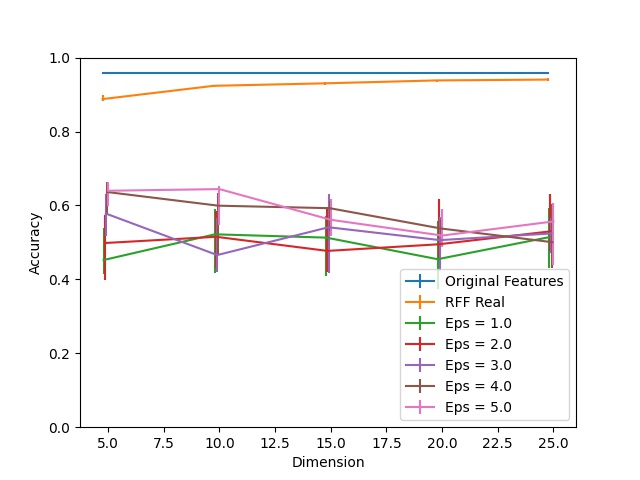 1.0
0.8
0.6
0.4
0.2
0.0
Accuracy
Original Features
RFF Real
Eps = 1.0
Eps = 2.0
Eps = 3.0
Eps = 4.0
Eps = 5.0
5.0 7.5 10.0 12.5 15.0 17.5 20.0 22.5 25.0
Dimension